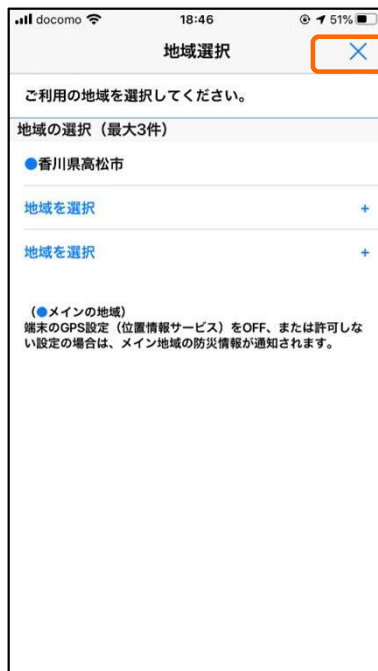 docomo 18:46 51%
地域選択 ×
ご利用の地域を選択してください。
地域の選択（最大3件）
●香川県高松市
地域を選択 +
地域を選択 +
（●メインの地域）
端末のGPS設定（位置情報サービス）をOFF、または許可しな
い設定の場合は、メイン地域の防災情報が通知されます。